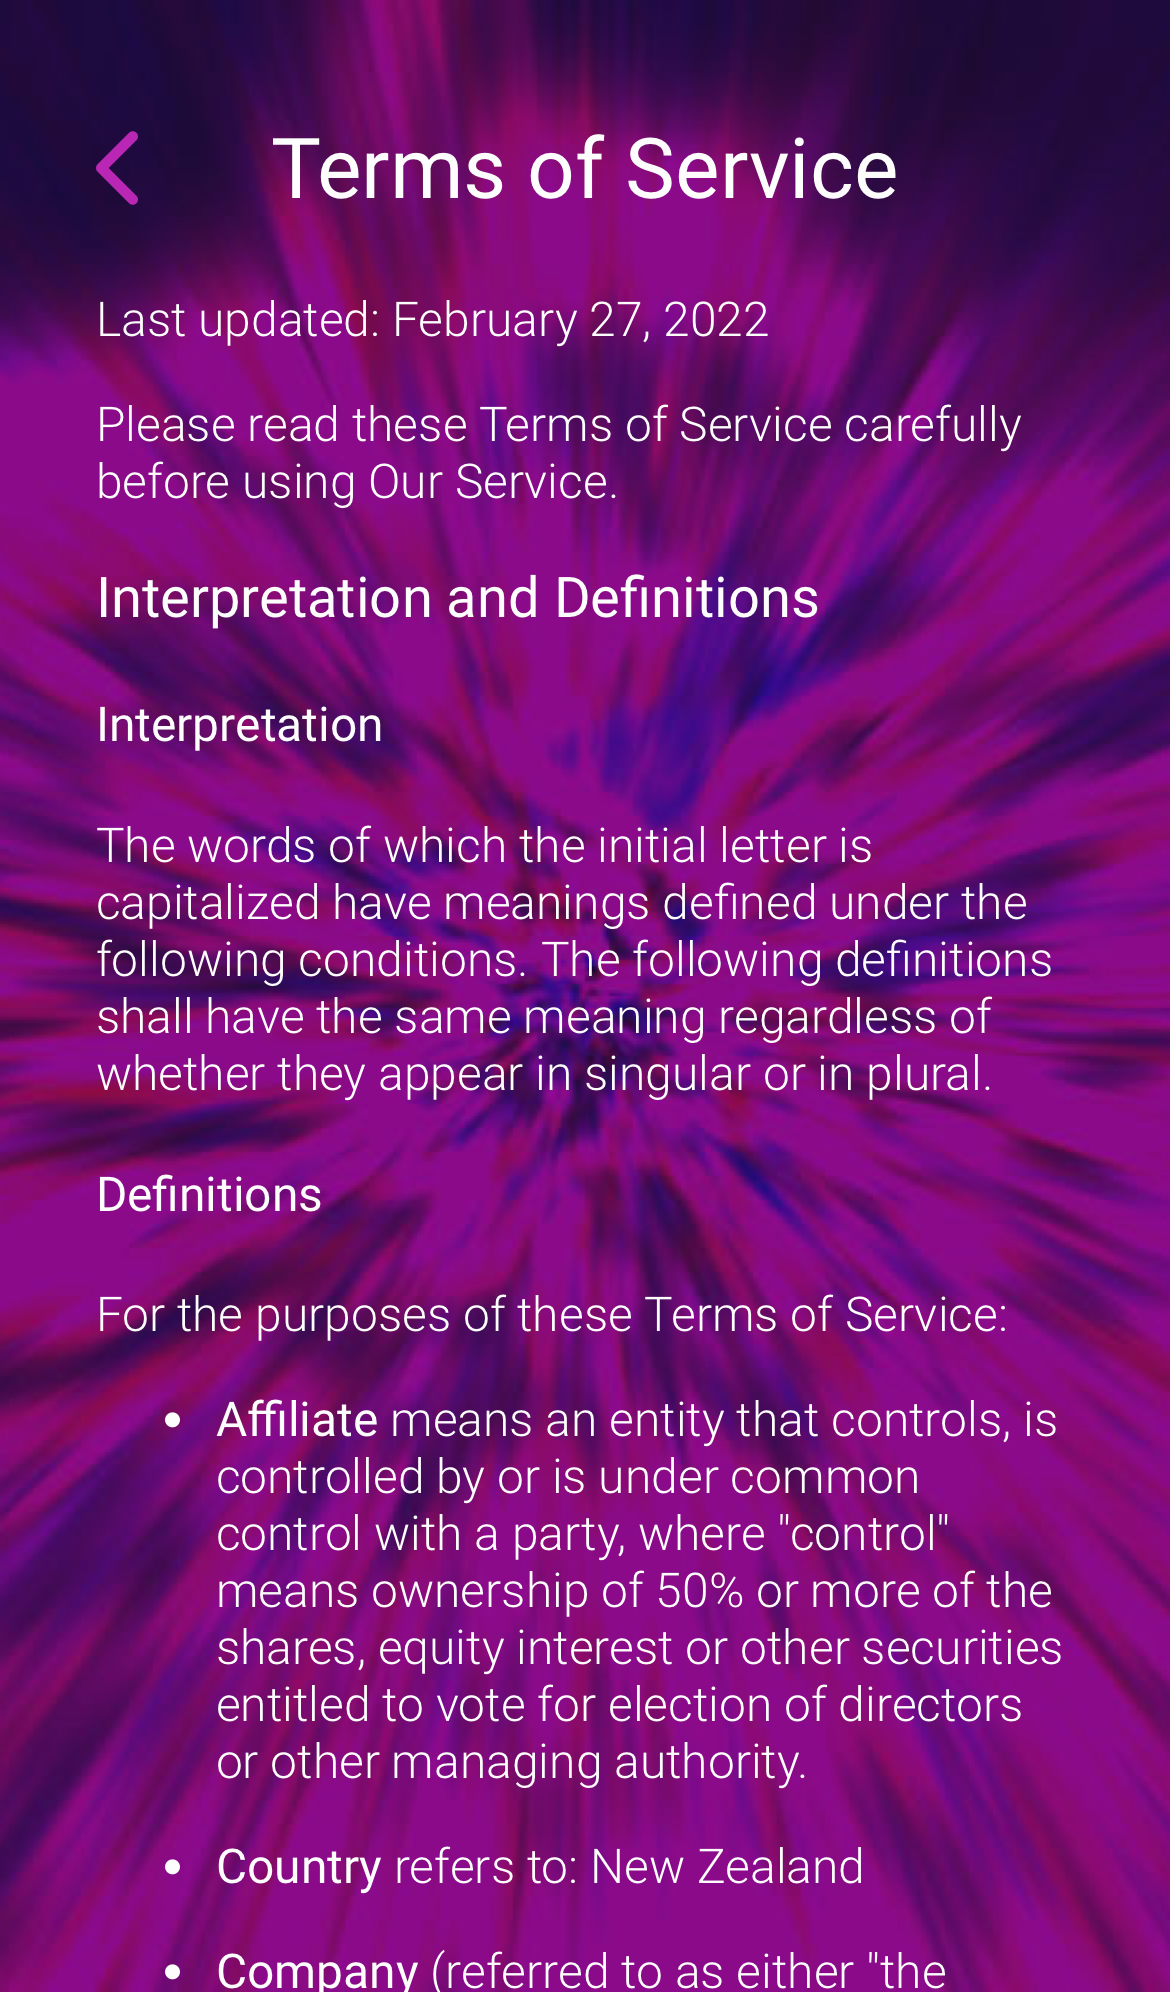 Terms of Service
Last updated: February 27, 2022
Please read these Terms of Service carefully
before using Our Service.
Interpretation and Definitions
Interpretation
The words of which the initial letter is
capitalized have meanings defined under the
following conditions. The following definitions
shall have the same meaning regardless of
whether they appear in singular or in plural.
Definitions
For the purposes of these Terms of Service:
• Affiliate means an entity that controls, is
controlled by or is under common
control with a party, where "control"
means ownership of 50% or more of the
shares, equity interest or other securities
entitled to vote for election of directors
or other managing authority.
• Country refers to: New Zealand
• Company (referred to as either "the